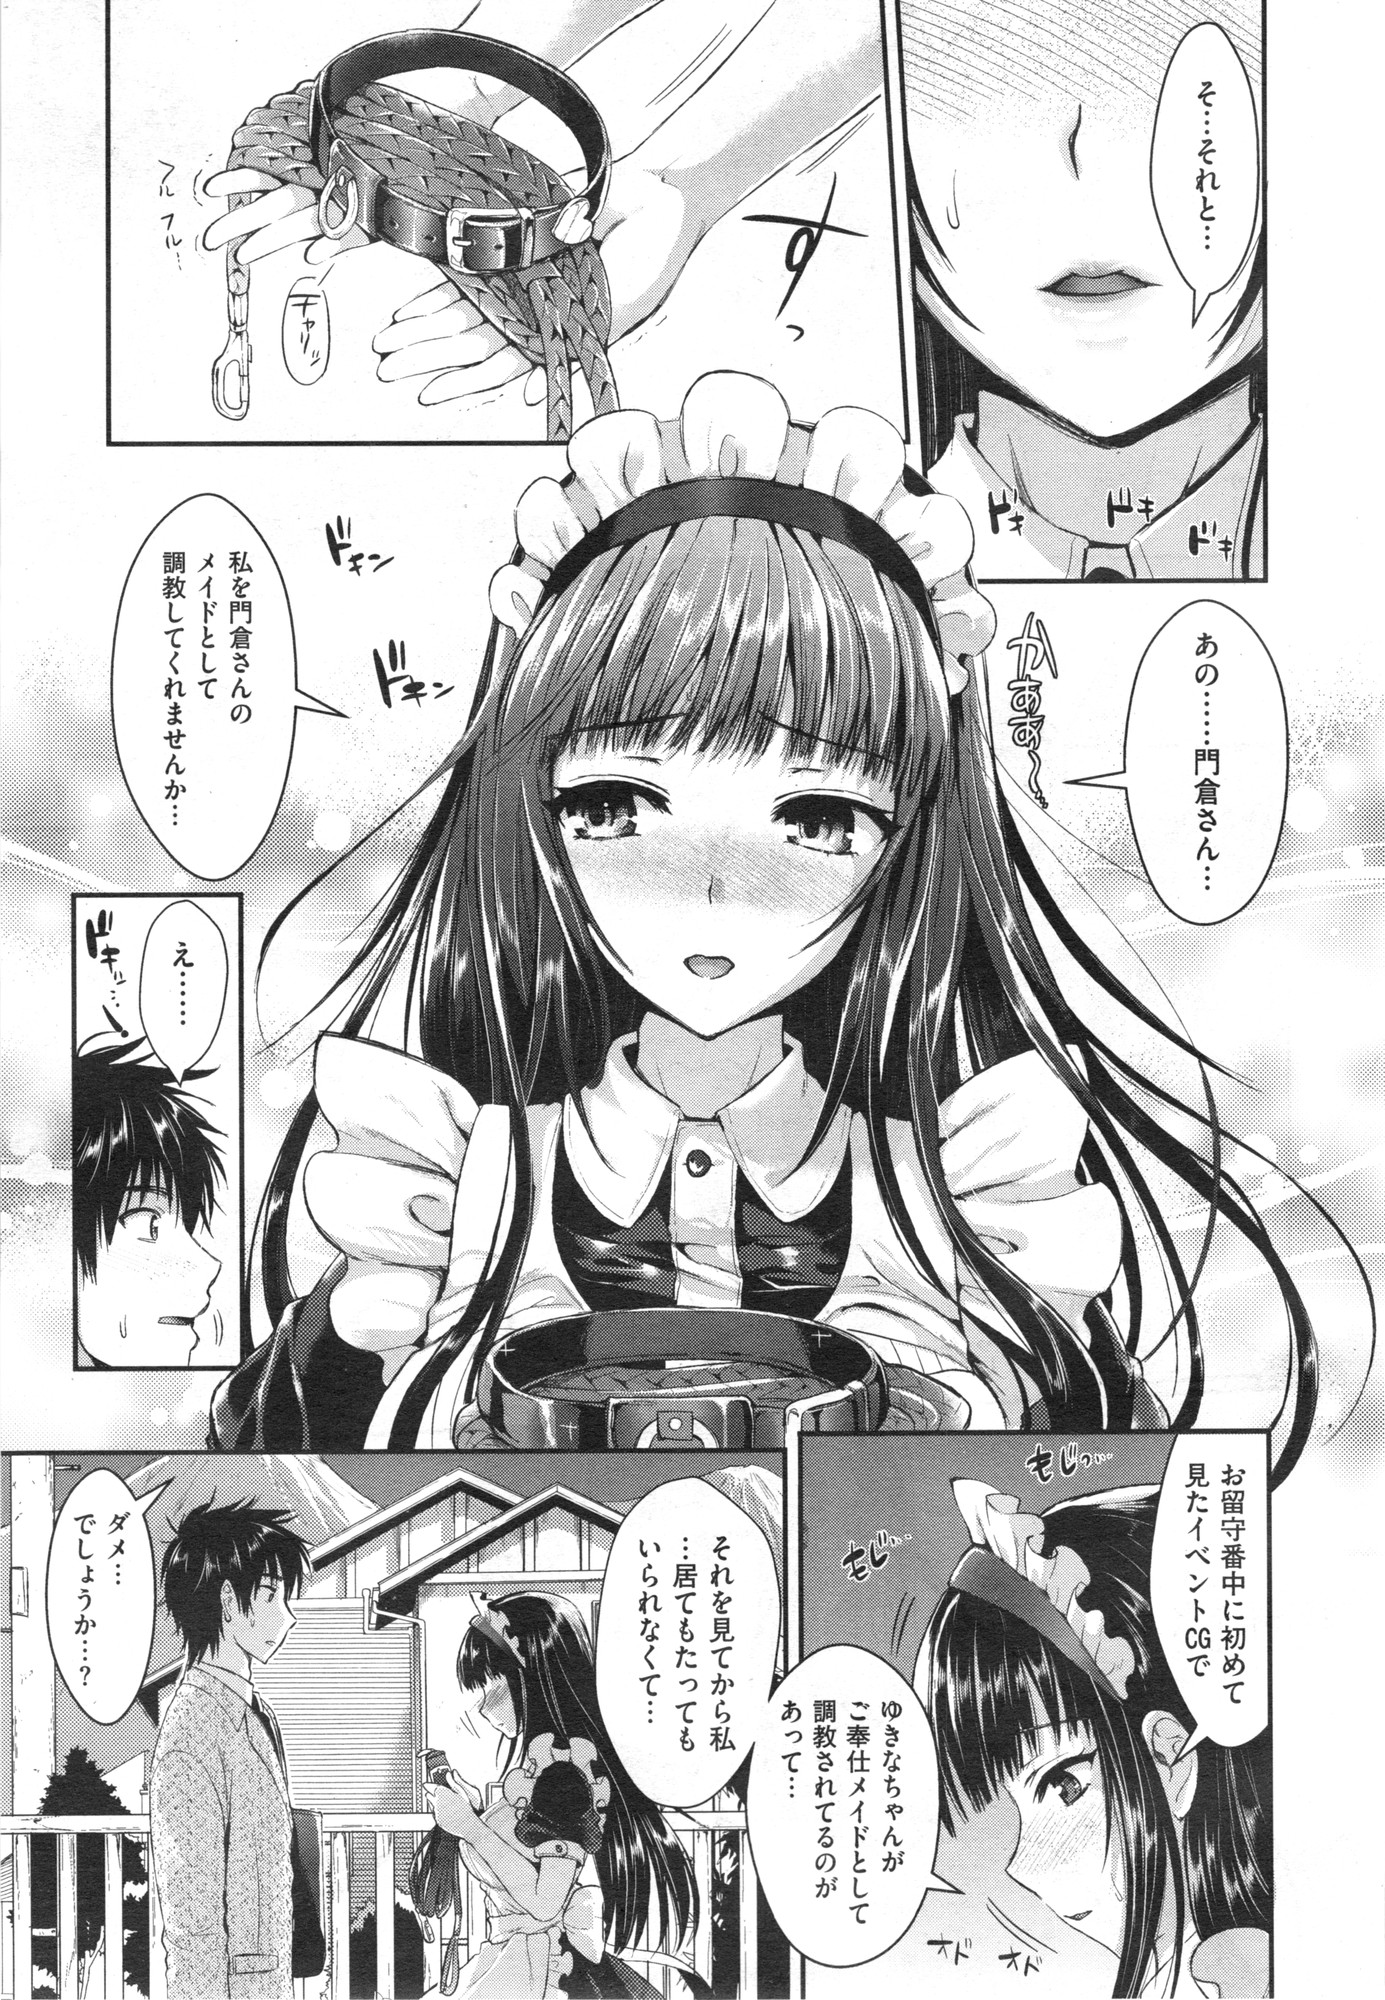 そ…それと…
すっ
チャリッ
フルフルー
ドキ
ドキ
ドキ
あの……門倉さん…
かぁぁぁ〜
ドキン
ドキン
私を門倉さんの
メイドとして
調教してくれませんか…
え……
ドキッ…
お留守番中に初めて
見たイベントCGで
もじっ
もじ
ゆきなちゃんが
ご奉仕メイドとして
調教されてるのが
あって…
オド
オド
それを見てから私
…居てもたっても
いられなくて…
ダメ…
でしょうか…?